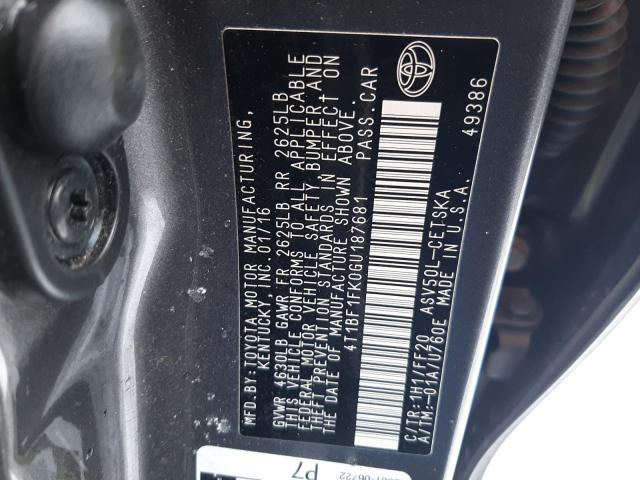 MFD.BY:TOYOTA MOTOR MANUFACTURING,
KENTUCKY, INC. 01/16
GVWR 4630LB GAWR FR 2625LB RR 2625LB
THIS VEHICLE CONFORMS TO ALL APPLICABLE
FEDERAL MOTOR VEHICLE SAFETY, BUMPER, AND
THEFT PREVENTION STANDARDS IN EFFECT ON
THE DATE OF MANUFACTURE SHOWN ABOVE.
4T1BF1FK0GU187681 PASS.CAR
C/TR:1H1/FF20 ASV50L-CETSKA
A/TM:-01A/U760E MADE IN U.S.A.
49386
P7